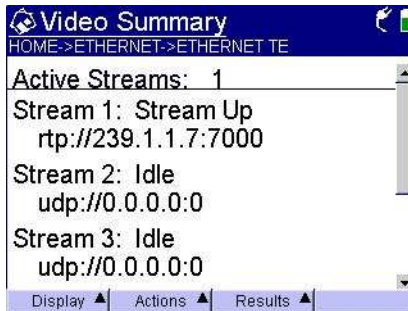 Video Summary
HOME->ETHERNET->ETHERNET TE
Active Streams: 1
Stream 1: Stream Up
rtp://239.1.1.7:7000
Stream 2: Idle
udp://0.0.0.0:0
Stream 3: Idle
udp://0.0.0.0:0
Display Actions Results